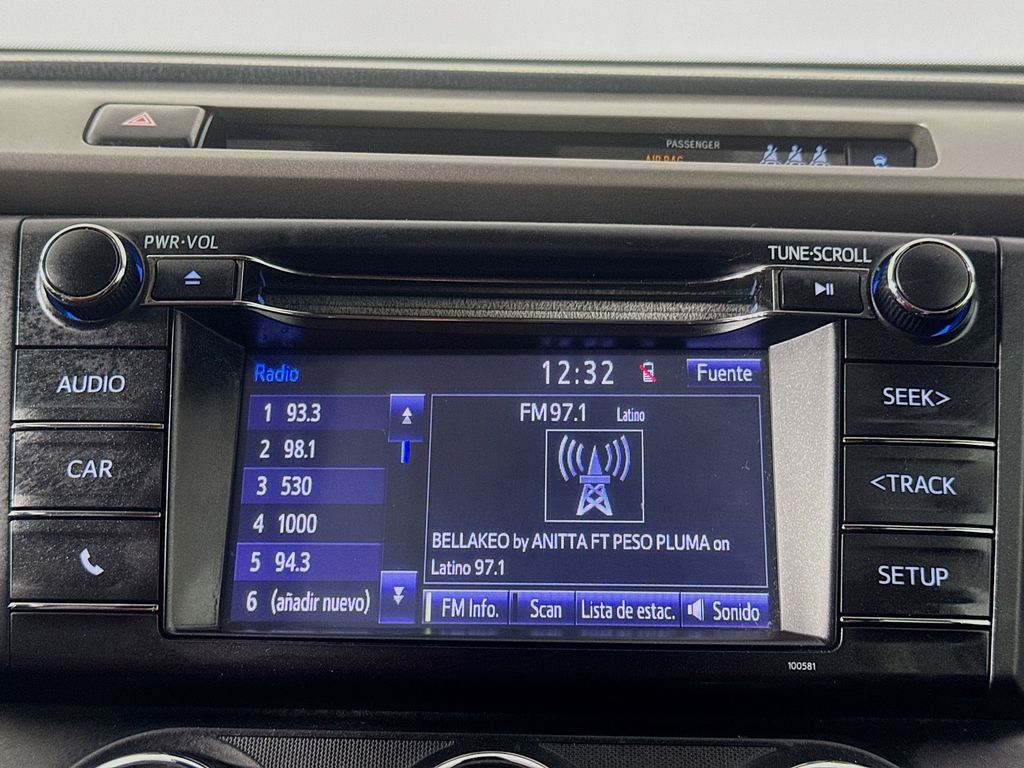 PASSENGER
AIR BAG
PWR·VOL
TUNE·SCROLL
AUDIO
CAR
Radio
12:32
Fuente
1 93.3
2 98.1
3 530
4 1000
5 94.3
6 (añadir nuevo)
FM 97.1 Latino
BELLAKEO by ANITTA FT PESO PLUMA on
Latino 97.1
FM Info.
Scan
Lista de estac.
Sonido
SEEK>
<TRACK
SETUP
100581